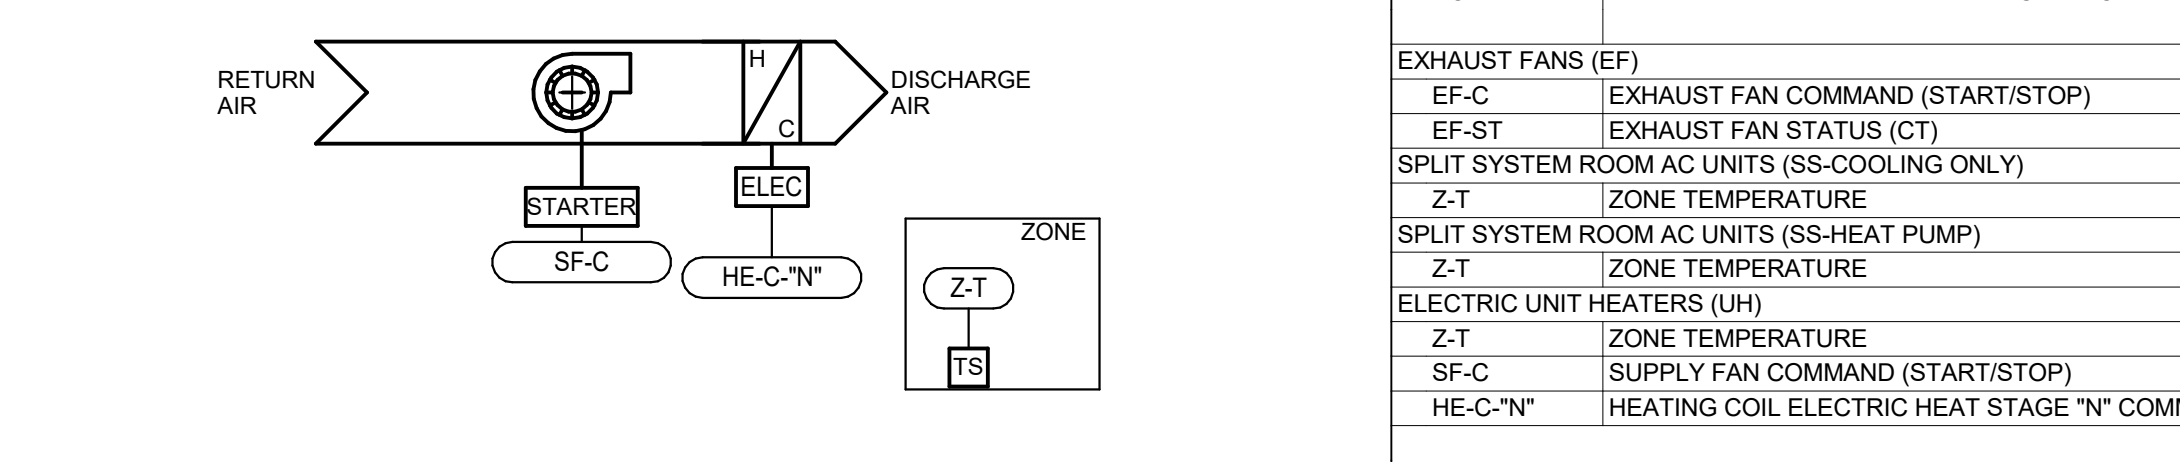 RETURN
AIR
H
C
DISCHARGE
AIR
STARTER
ELEC
SF-C
HE-C-"N"
ZONE
Z-T
TS
EXHAUST FANS (EF)
EF-C EXHAUST FAN COMMAND (START/STOP)
EF-ST EXHAUST FAN STATUS (CT)
SPLIT SYSTEM ROOM AC UNITS (SS-COOLING ONLY)
Z-T ZONE TEMPERATURE
SPLIT SYSTEM ROOM AC UNITS (SS-HEAT PUMP)
Z-T ZONE TEMPERATURE
ELECTRIC UNIT HEATERS (UH)
Z-T ZONE TEMPERATURE
SF-C SUPPLY FAN COMMAND (START/STOP)
HE-C-"N" HEATING COIL ELECTRIC HEAT STAGE "N"